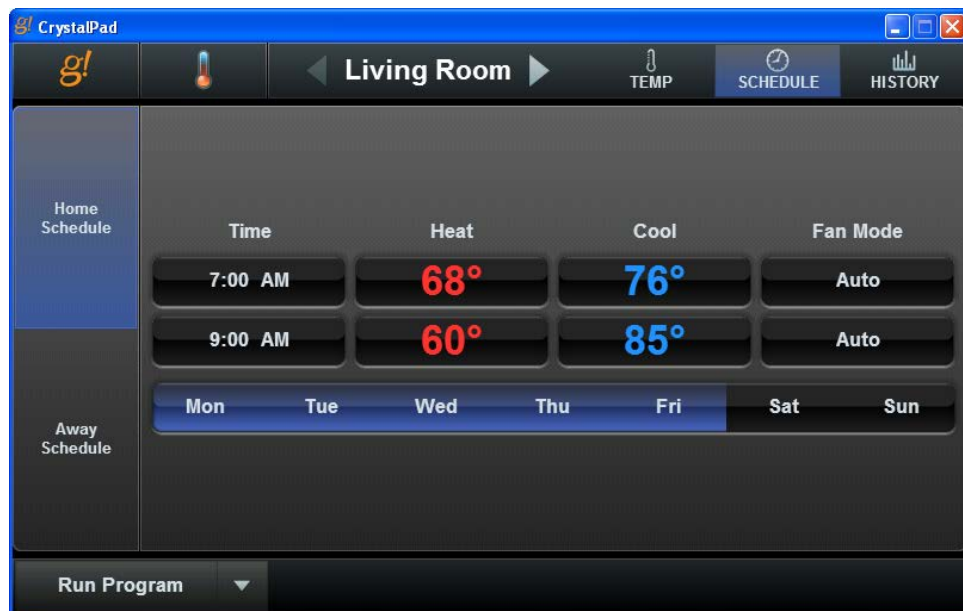 g! CrystalPad
g! Living Room TEMP SCHEDULE HISTORY
Home
Schedule
Time Heat Cool Fan Mode
7:00 AM 68° 76° Auto
9:00 AM 60° 85° Auto
Mon Tue Wed Thu Fri Sat Sun
Away
Schedule
Run Program